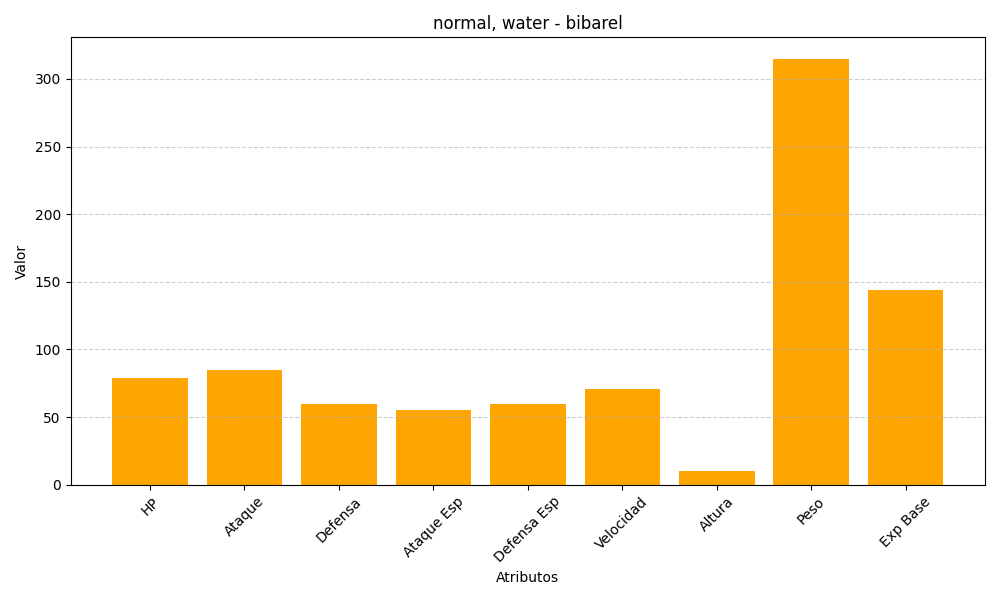 normal, water - bibarel
Valor
300
250
200
150
100
50
0
HP
Ataque
Defensa
Ataque Esp
Defensa Esp
Velocidad
Altura
Peso
Exp Base
Atributos